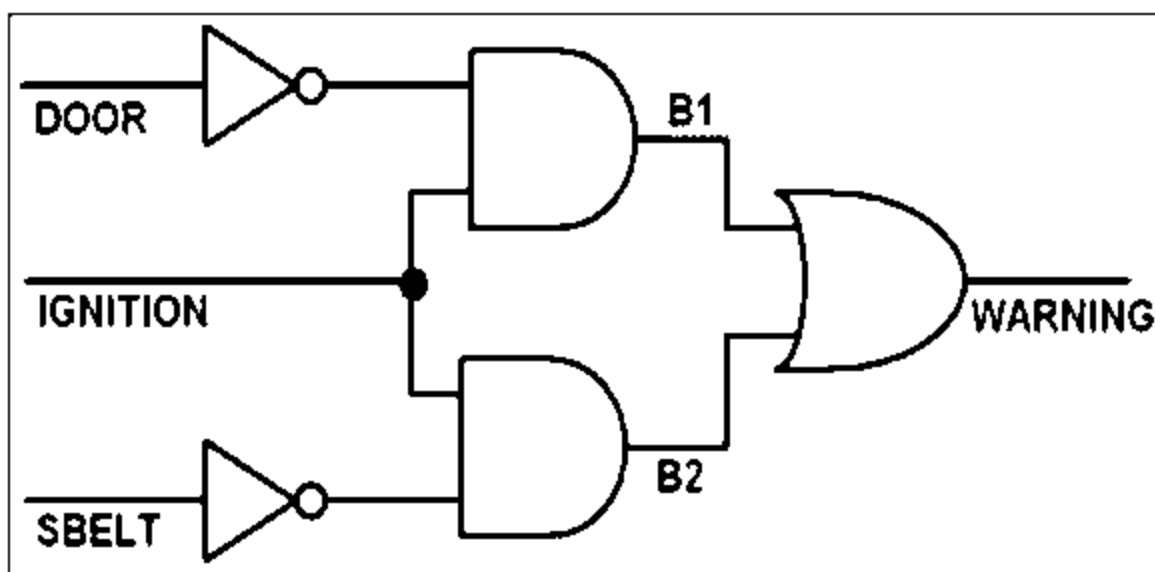 DOOR
B1
IGNITION
WARNING
B2
SBELT